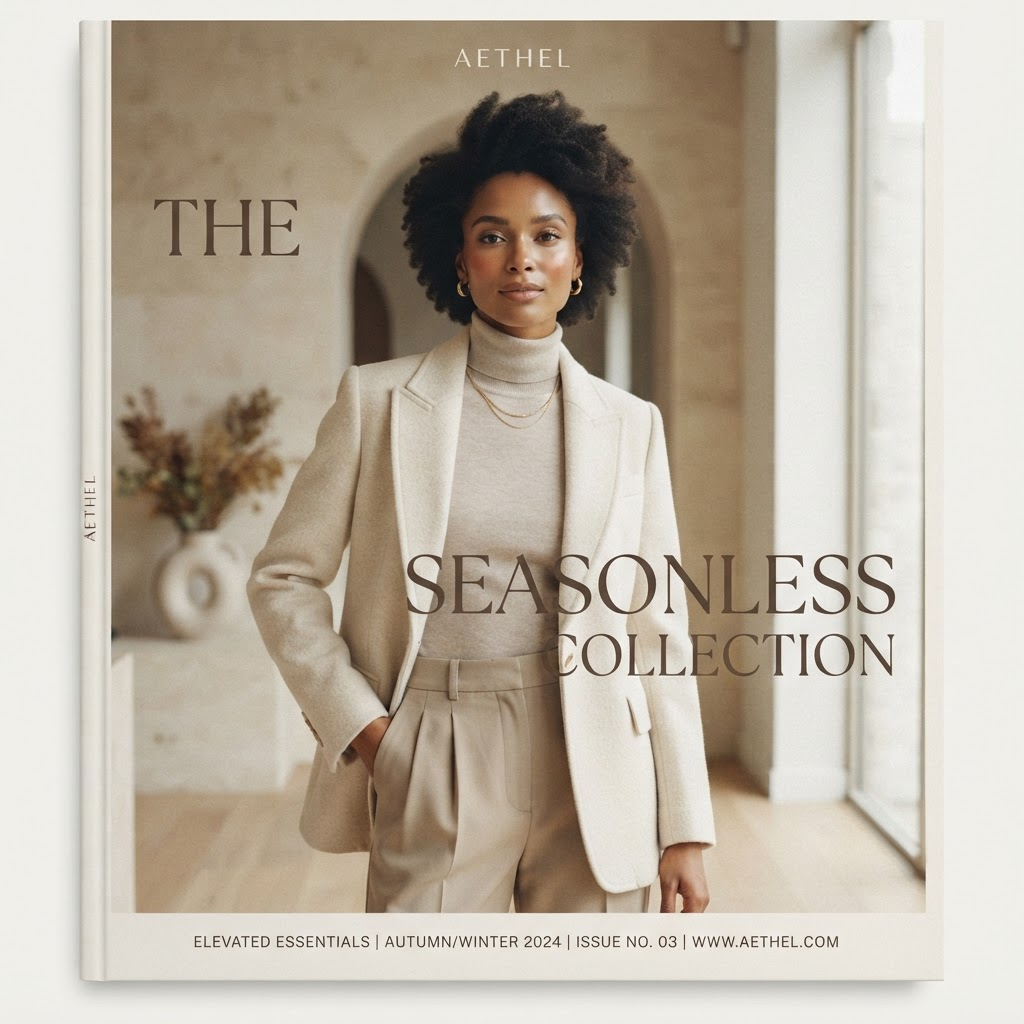 AETHEL
THE
SEASONLESS
COLLECTION
AETHEL
ELEVATED ESSENTIALS | AUTUMN/WINTER 2024 | ISSUE NO. 03 | WWW.AETHEL.COM